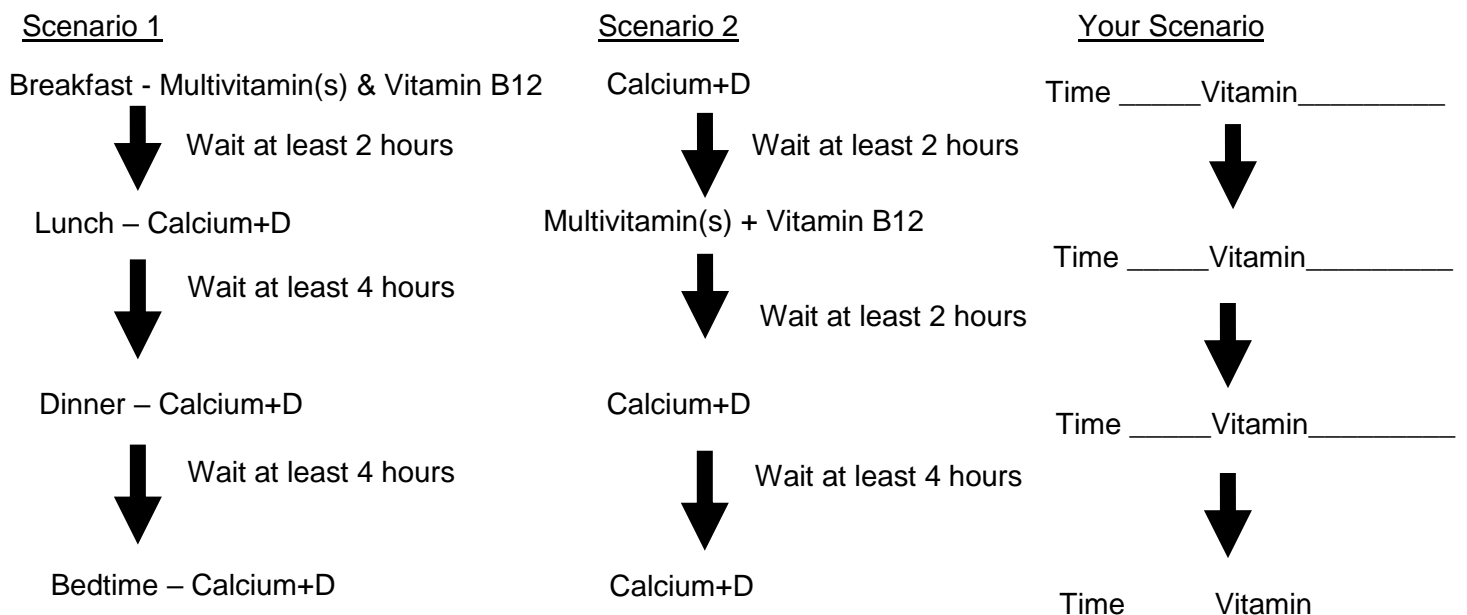 Scenario 1
Breakfast - Multivitamin(s) & Vitamin B12
Wait at least 2 hours
Lunch – Calcium+D
Wait at least 4 hours
Dinner – Calcium+D
Wait at least 4 hours
Bedtime – Calcium+D
Scenario 2
Calcium+D
Wait at least 2 hours
Multivitamin(s) + Vitamin B12
Wait at least 2 hours
Calcium+D
Wait at least 4 hours
Calcium+D
Your Scenario
Time _____Vitamin_________
Time _____Vitamin_________
Time _____Vitamin_________
Time Vitamin